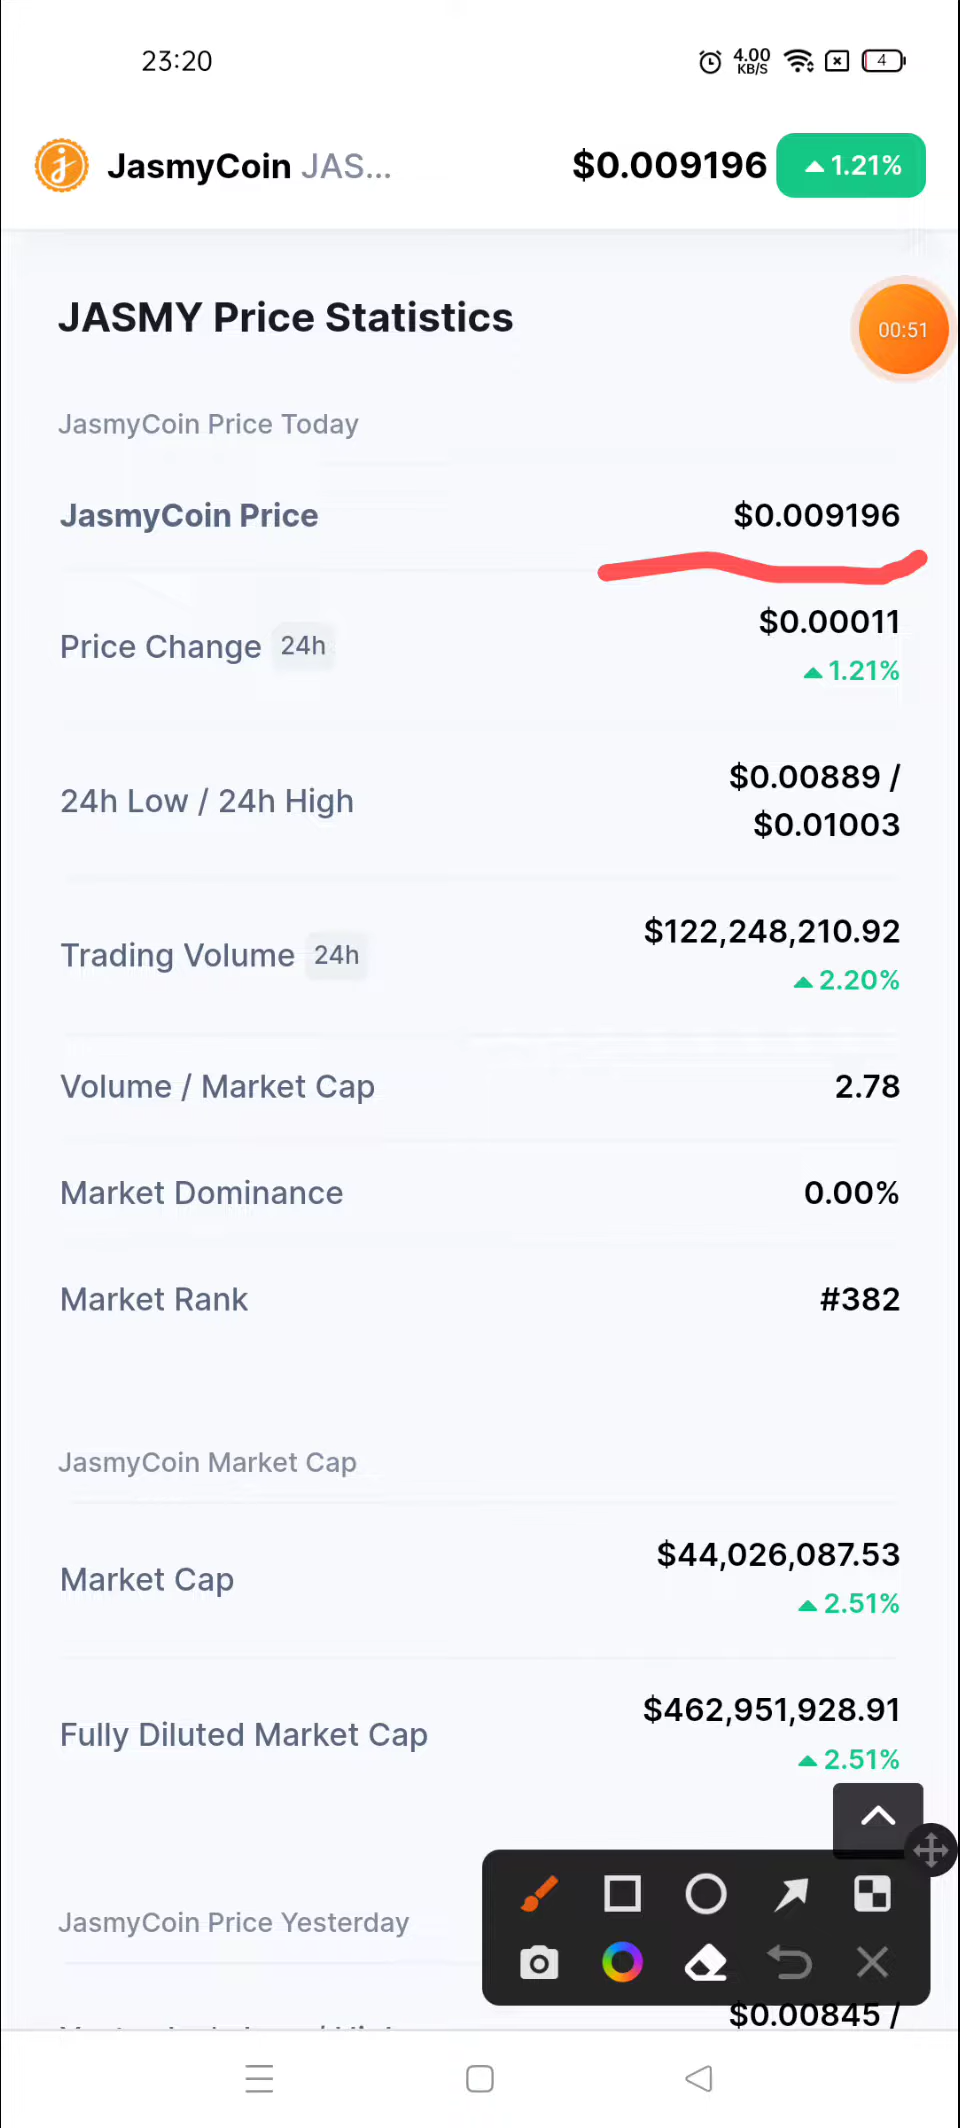 23:20
4.00
KB/S
4
JasmyCoin JAS...
$0.009196
1.21%
JASMY Price Statistics
00:51
JasmyCoin Price Today
JasmyCoin Price
$0.009196
Price Change 24h
$0.00011
1.21%
24h Low / 24h High
$0.00889 /
$0.01003
Trading Volume 24h
$122,248,210.92
2.20%
Volume / Market Cap
2.78
Market Dominance
0.00%
Market Rank
#382
JasmyCoin Market Cap
Market Cap
$44,026,087.53
2.51%
Fully Diluted Market Cap
$462,951,928.91
2.51%
JasmyCoin Price Yesterday
$0.00845 /